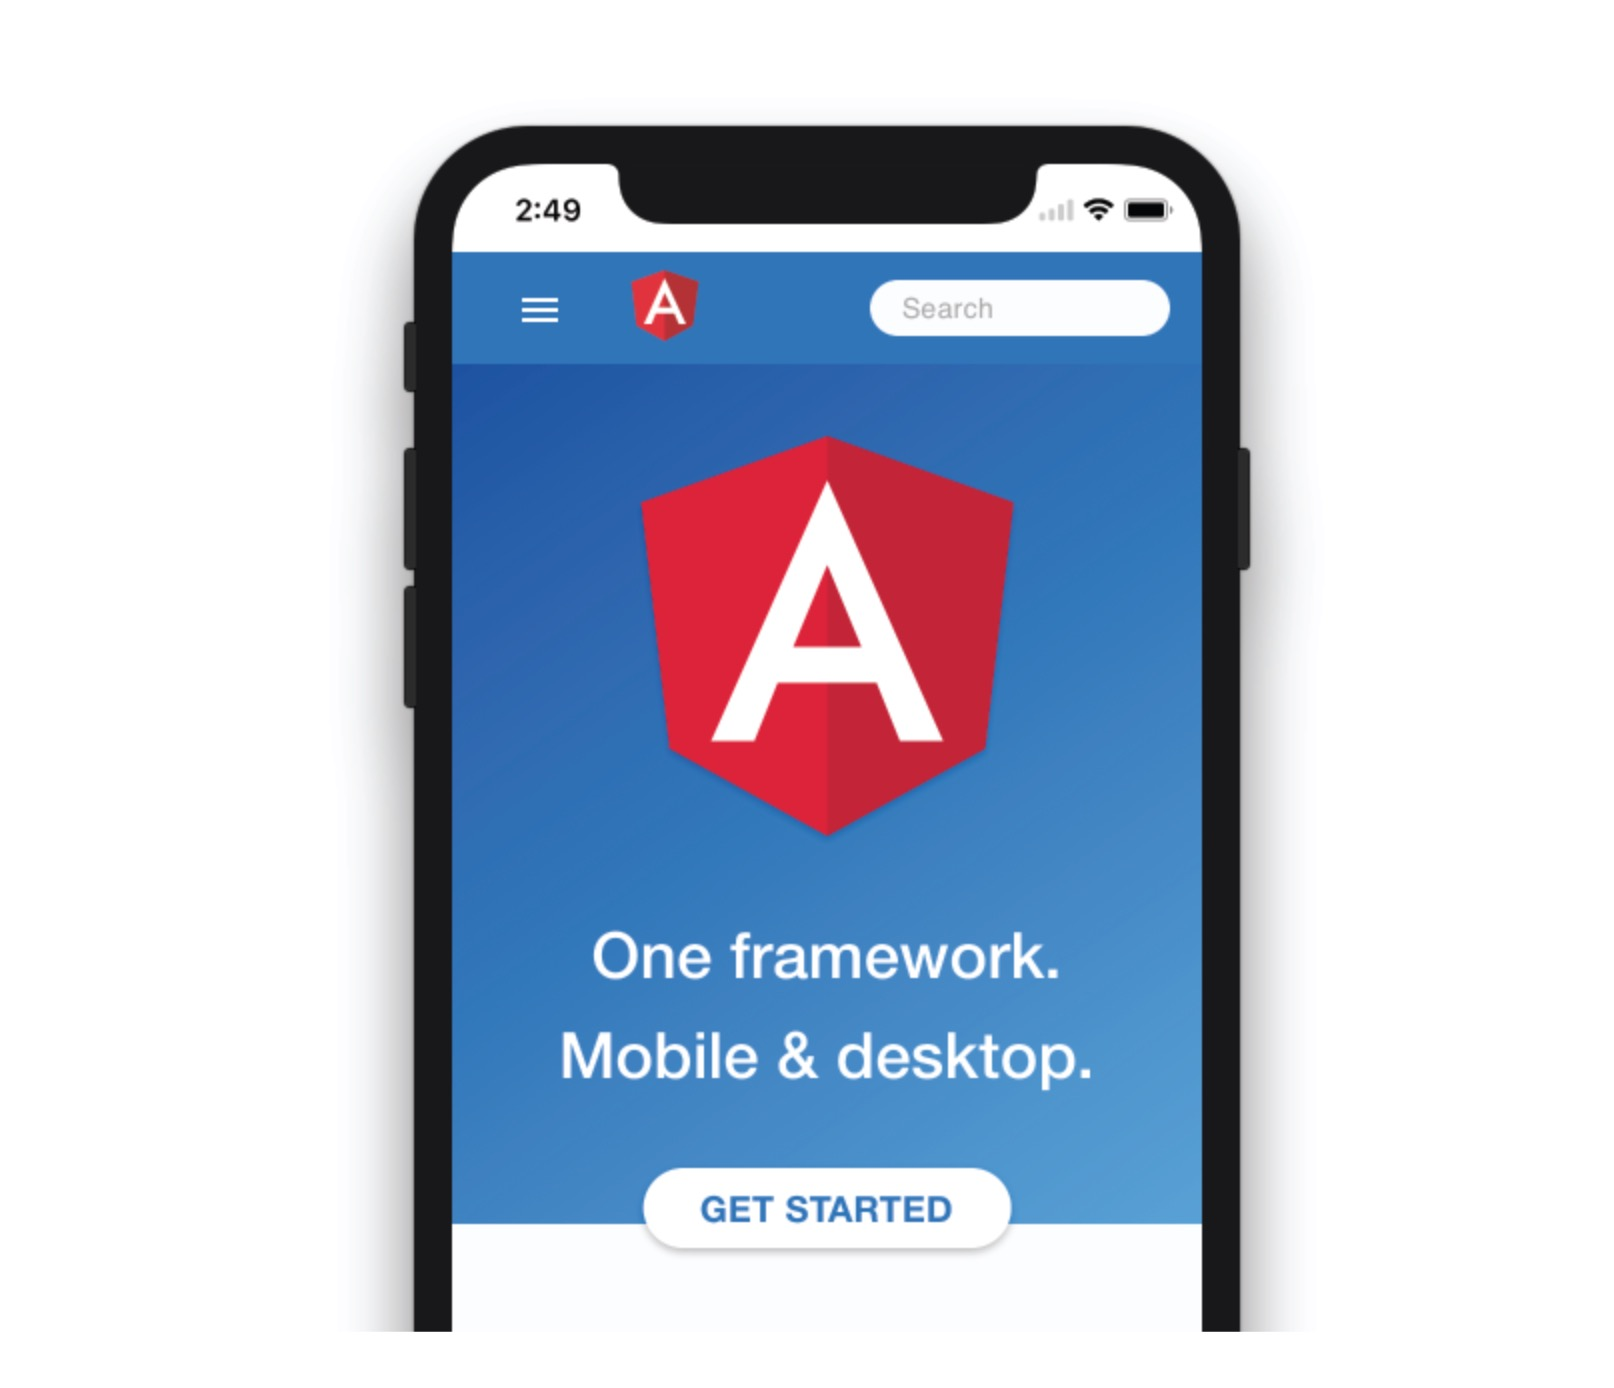 2:49
A
Search
A
One framework.
Mobile & desktop.
GET STARTED